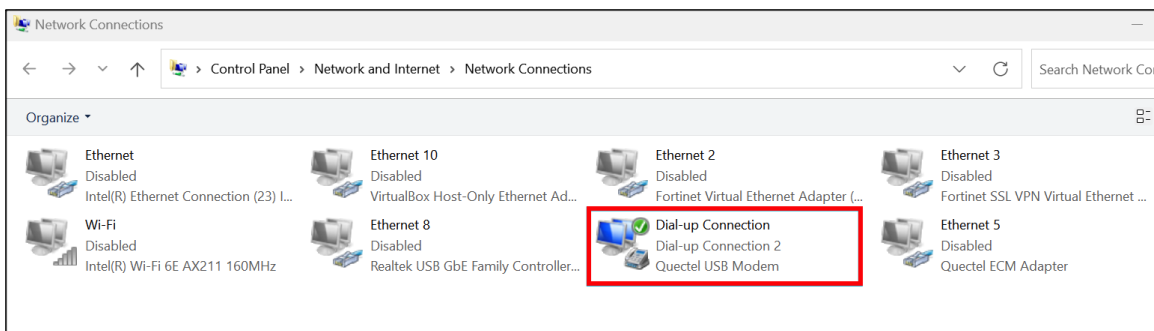 Network Connections
Control Panel > Network and Internet > Network Connections
Search Network Co
Organize
Ethernet
Disabled
Intel(R) Ethernet Connection (23) I...
Ethernet 10
Disabled
VirtualBox Host-Only Ethernet Ad...
Ethernet 2
Disabled
Fortinet Virtual Ethernet Adapter (...
Ethernet 3
Disabled
Fortinet SSL VPN Virtual Ethernet ...
Wi-Fi
Disabled
Intel(R) Wi-Fi 6E AX211 160MHz
Ethernet 8
Disabled
Realtek USB GbE Family Controller...
Dial-up Connection
Dial-up Connection 2
Quectel USB Modem
Ethernet 5
Disabled
Quectel ECM Adapter